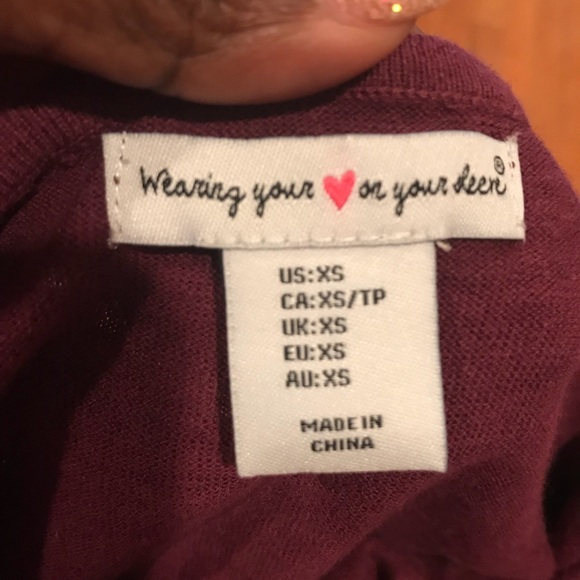 Wearing your ❤ on your sleeve®
US:XS
CA:XS/TP
UK:XS
EU:XS
AU:XS
MADE IN
CHINA